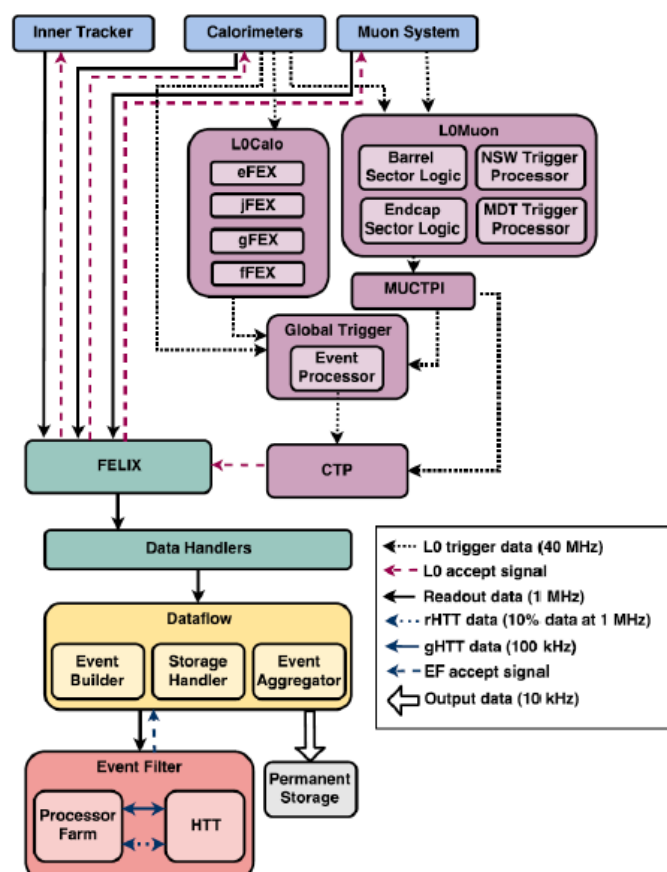 Inner Tracker
Calorimeters
Muon System
L0Calo
eFEX
jFEX
gFEX
fFEX
L0Muon
Barrel
Sector Logic
NSW Trigger
Processor
Endcap
Sector Logic
MDT Trigger
Processor
MUCTPI
Global Trigger
Event
Processor
FELIX
CTP
Data Handlers
Dataflow
Event
Builder
Storage
Handler
Event
Aggregator
Event Filter
Processor
Farm
HTT
Permanent
Storage
L0 trigger data (40 MHz)
L0 accept signal
Readout data (1 MHz)
rHTT data (10% data at 1 MHz)
gHTT data (100 kHz)
EF accept signal
Output data (10 kHz)